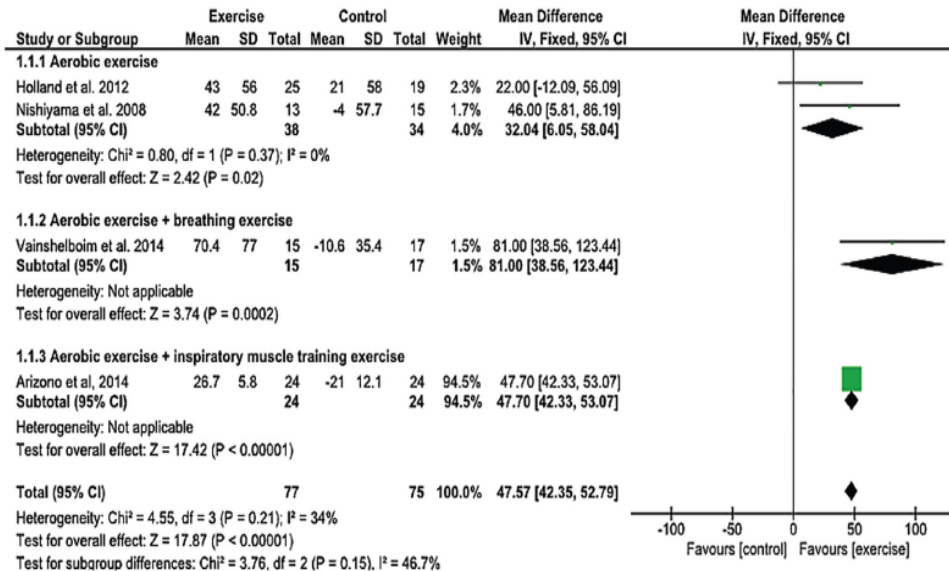 Exercise Control Mean Difference Mean Difference
Study or Subgroup Mean SD Total Mean SD Total Weight IV, Fixed, 95% CI IV, Fixed, 95% CI
1.1.1 Aerobic exercise
Holland et al. 2012 43 56 25 21 58 19 2.3% 22.00 [-12.09, 56.09]
Nishiyama et al. 2008 42 50.8 13 -4 57.7 15 1.7% 46.00 [5.81, 86.19]
Subtotal (95% CI) 38 34 4.0% 32.04 [6.05, 58.04]
Heterogeneity: Chi² = 0.80, df = 1 (P = 0.37); I² = 0%
Test for overall effect: Z = 2.42 (P = 0.02)
1.1.2 Aerobic exercise + breathing exercise
Vainshelboim et al. 2014 70.4 77 15 -10.6 35.4 17 1.5% 81.00 [38.56, 123.44]
Subtotal (95% CI) 15 17 1.5% 81.00 [38.56, 123.44]
Heterogeneity: Not applicable
Test for overall effect: Z = 3.74 (P = 0.0002)
1.1.3 Aerobic exercise + inspiratory muscle training exercise
Arizono et al, 2014 26.7 5.8 24 -21 12.1 24 94.5% 47.70 [42.33, 53.07]
Subtotal (95% CI) 24 24 94.5% 47.70 [42.33, 53.07]
Heterogeneity: Not applicable
Test for overall effect: Z = 17.42 (P < 0.00001)
Total (95% CI) 77 75 100.0% 47.57 [42.35, 52.79]
Heterogeneity: Chi² = 4.55, df = 3 (P = 0.21); I² = 34%
Test for overall effect: Z = 17.87 (P < 0.00001)
Test for subgroup differences: Chi² = 3.76, df = 2 (P = 0.15), I² = 46.7%
-100 -50 0 50 100
Favours [control] Favours [exercise]